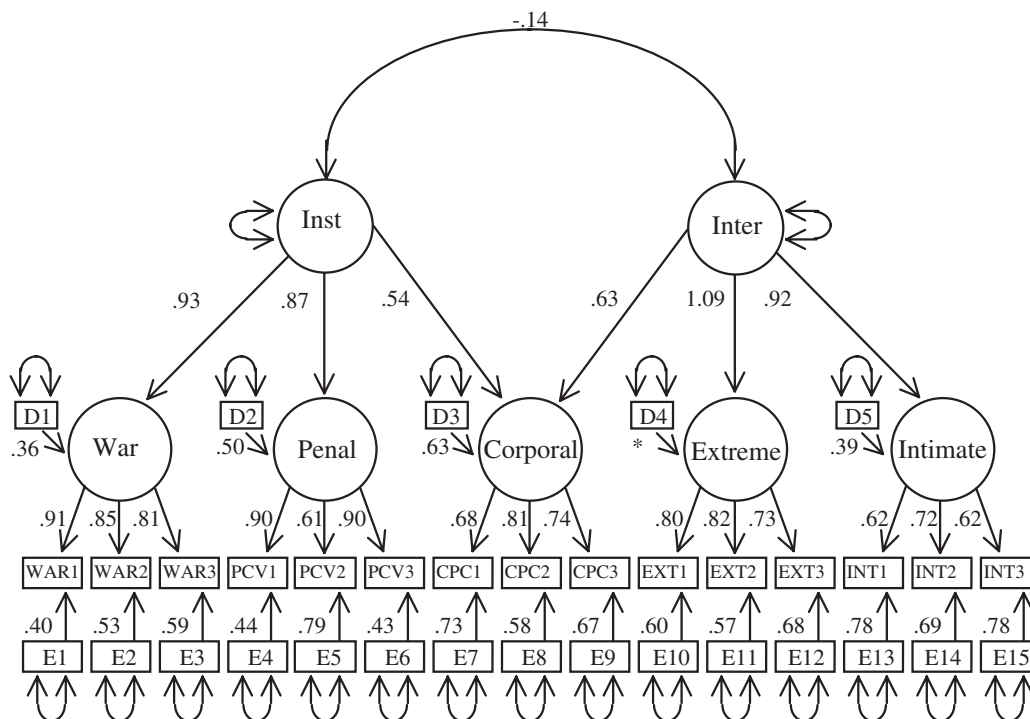 -.14
Inst Inter
.93 .87 .54 .63 1.09 .92
D1 D2 D3 D4 D5
.36 .50 .63 * .39
War Penal Corporal Extreme Intimate
.91 .85 .81 .90 .61 .90 .68 .81 .74 .80 .82 .73 .62 .72 .62
WAR1 WAR2 WAR3 PCV1 PCV2 PCV3 CPC1 CPC2 CPC3 EXT1 EXT2 EXT3 INT1 INT2 INT3
.40 .53 .59 .44 .79 .43 .73 .58 .67 .60 .57 .68 .78 .69 .78
E1 E2 E3 E4 E5 E6 E7 E8 E9 E10 E11 E12 E13 E14 E15